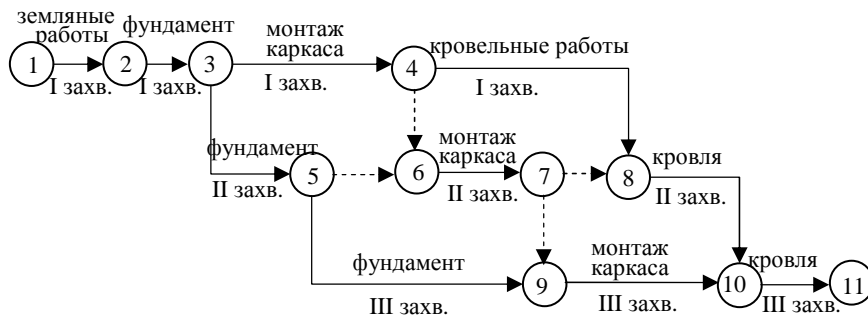 земляные
работы
фундамент
монтаж
каркаса
кровельные работы
1
2
3
4
I захв.
I захв.
I захв.
I захв.
фундамент
монтаж
каркаса
кровля
5
6
7
8
II захв.
II захв.
II захв.
фундамент
монтаж
каркаса
кровля
9
10
11
III захв.
III захв.
III захв.